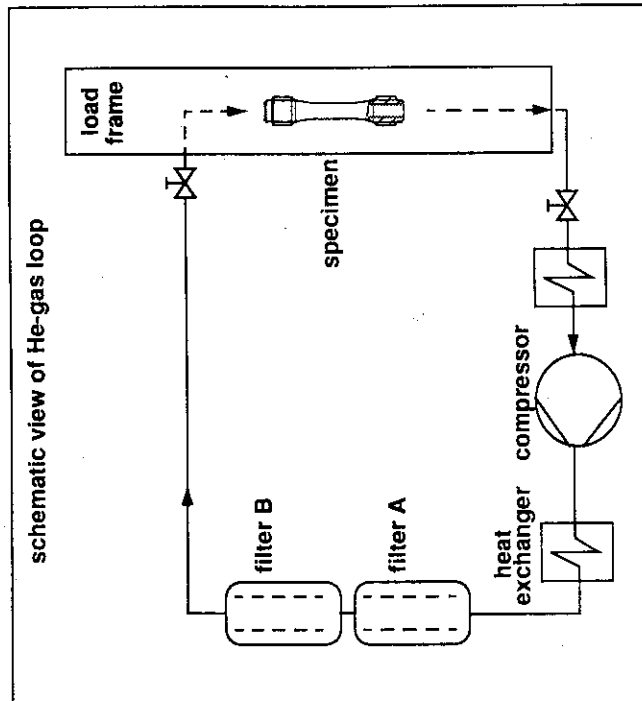 schematic view of He-gas loop
load
frame
specimen
filter B
filter A
heat
exchanger
compressor